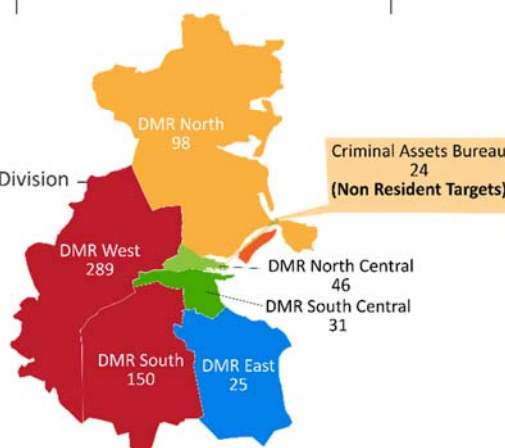 DMR North
98
Criminal Assets Bureau
24
(Non Resident Targets)
Division
DMR West
289
DMR North Central
46
DMR South Central
31
DMR South
150
DMR East
25